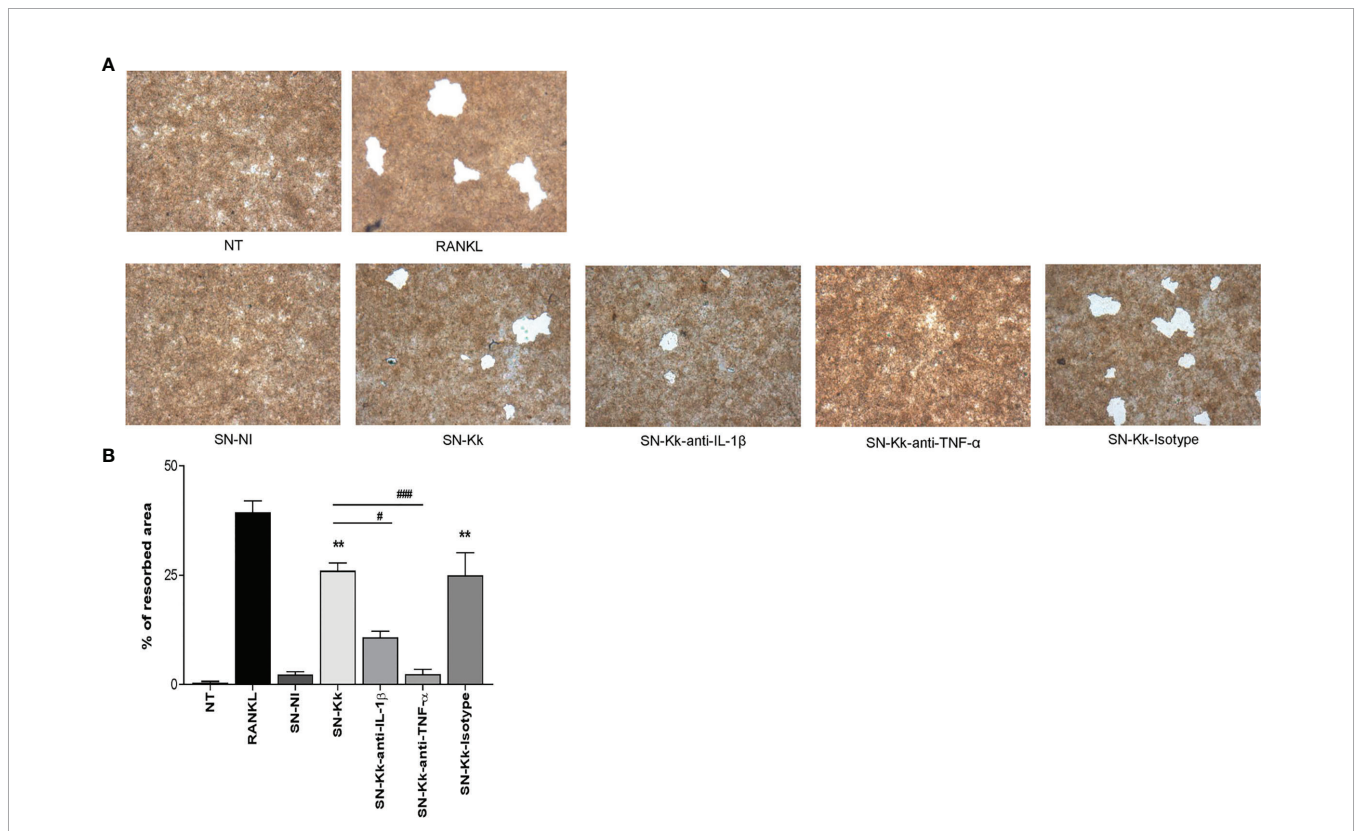 A
NT
RANKL
SN-NI
SN-Kk
SN-Kk-anti-IL-1β
SN-Kk-anti-TNF-α
SN-Kk-Isotype
B
% of resorbed area
50
25
0
###
#
**
**
NT
RANKL
SN-NI
SN-Kk
SN-Kk-anti-IL-1β
SN-Kk-anti-TNF-α
SN-Kk-Isotype